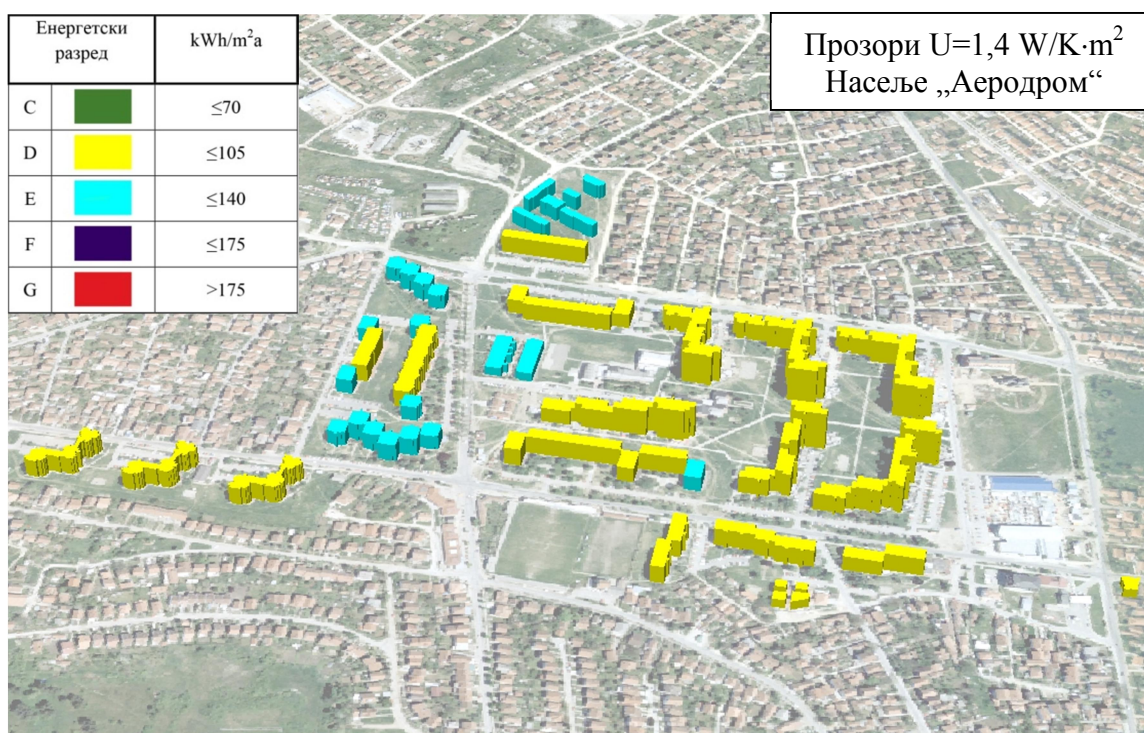 Енергетски
разред
kWh/m²a
C ≤70
D ≤105
E ≤140
F ≤175
G >175
Прозори U=1,4 W/K·m²
Насеље „Аеродром“